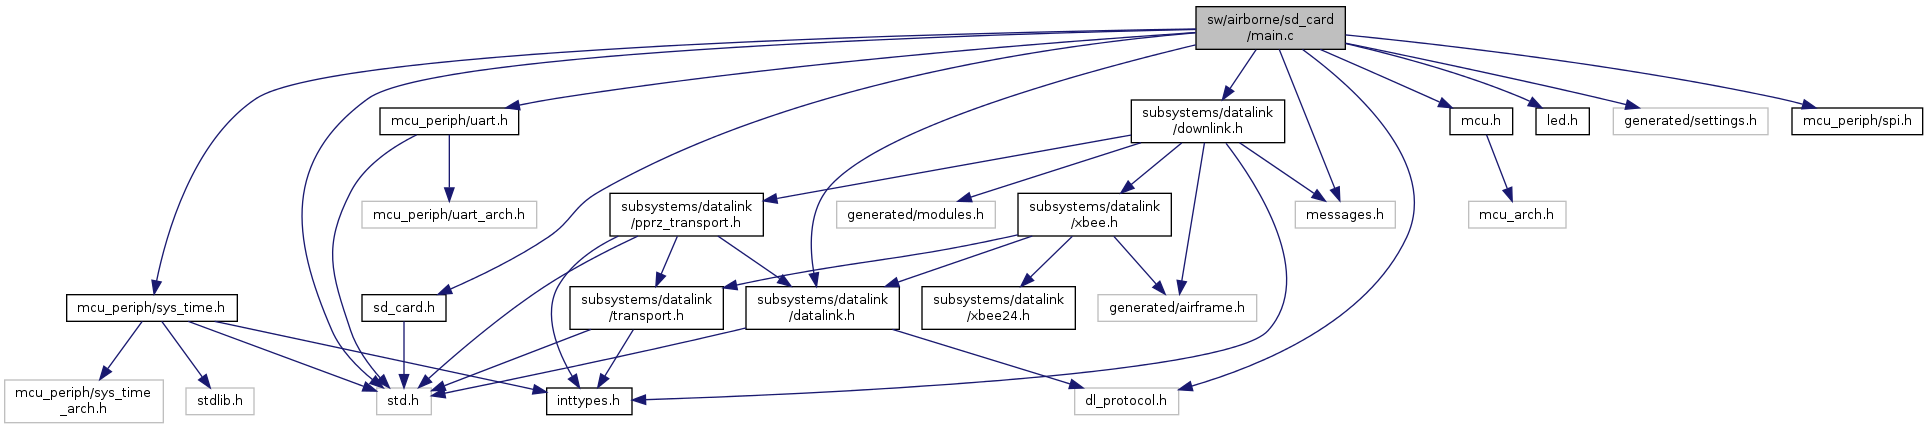 sw/airborne/sd_card
/main.c
mcu_periph/uart.h
subsystems/datalink
/downlink.h
mcu.h
led.h
generated/settings.h
mcu_periph/spi.h
mcu_periph/uart_arch.h
subsystems/datalink
/pprz_transport.h
generated/modules.h
subsystems/datalink
/xbee.h
messages.h
mcu_arch.h
mcu_periph/sys_time.h
sd_card.h
subsystems/datalink
/transport.h
subsystems/datalink
/datalink.h
subsystems/datalink
/xbee24.h
generated/airframe.h
mcu_periph/sys_time
_arch.h
stdlib.h
std.h
inttypes.h
dl_protocol.h